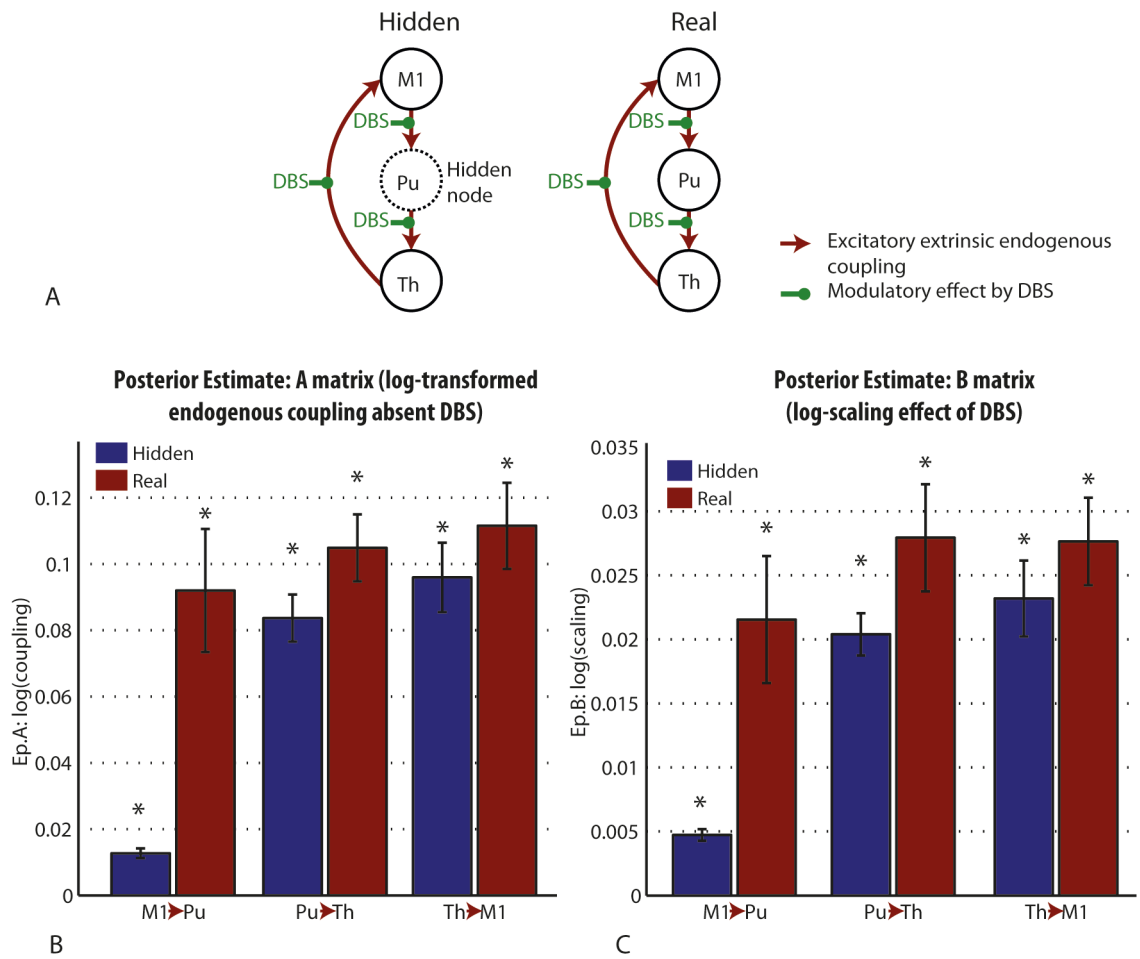 Hidden
Real
M1
M1
DBS
DBS
Pu
Hidden
node
Pu
DBS
DBS
DBS
DBS
Th
Th
Excitatory extrinsic endogenous
coupling
Modulatory effect by DBS
A
Posterior Estimate: A matrix (log-transformed
endogenous coupling absent DBS)
Hidden
Real
Ep.A: log(coupling)
0.12
0.1
0.08
0.06
0.04
0.02
0
* * * * * *
M1 Pu
Pu Th
Th M1
B
Posterior Estimate: B matrix
(log-scaling effect of DBS)
Hidden
Real
Ep.B: log(scaling)
0.035
0.03
0.025
0.02
0.015
0.01
0.005
0
* * * * * *
M1 Pu
Pu Th
Th M1
C